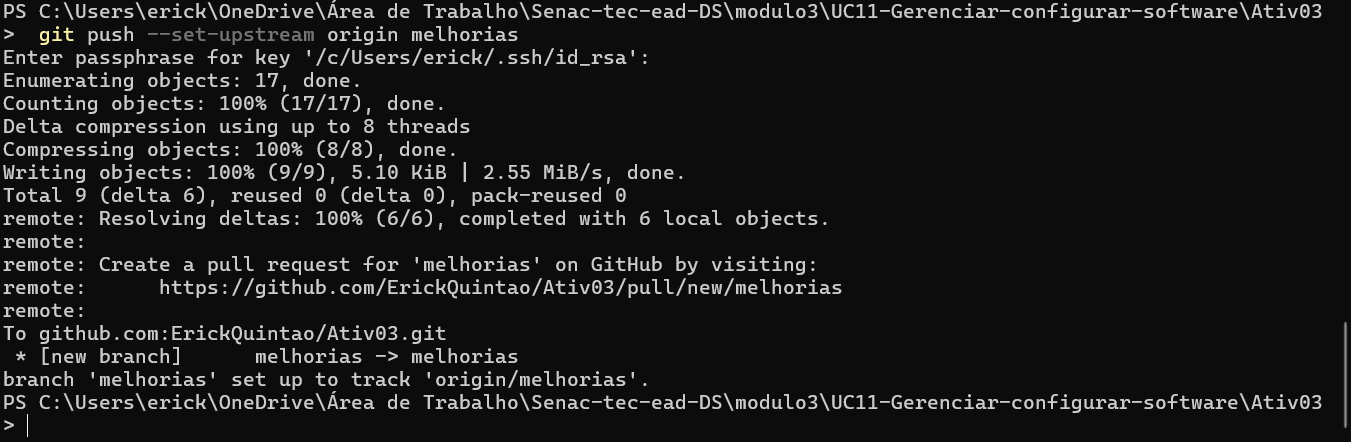 PS C:\Users\erick\OneDrive\Área de Trabalho\Senac-tec-ead-DS\modulo3\UC11-Gerenciar-configurar-software\Ativ03
>  git push --set-upstream origin melhorias
Enter passphrase for key '/c/Users/erick/.ssh/id_rsa':
Enumerating objects: 17, done.
Counting objects: 100% (17/17), done.
Delta compression using up to 8 threads
Compressing objects: 100% (8/8), done.
Writing objects: 100% (9/9), 5.10 KiB | 2.55 MiB/s, done.
Total 9 (delta 6), reused 0 (delta 0), pack-reused 0
remote: Resolving deltas: 100% (6/6), completed with 6 local objects.
remote:
remote: Create a pull request for 'melhorias' on GitHub by visiting:
remote:      https://github.com/ErickQuintao/Ativ03/pull/new/melhorias
remote:
To github.com:ErickQuintao/Ativ03.git
 * [new branch]      melhorias -> melhorias
branch 'melhorias' set up to track 'origin/melhorias'.
PS C:\Users\erick\OneDrive\Área de Trabalho\Senac-tec-ead-DS\modulo3\UC11-Gerenciar-configurar-software\Ativ03
>